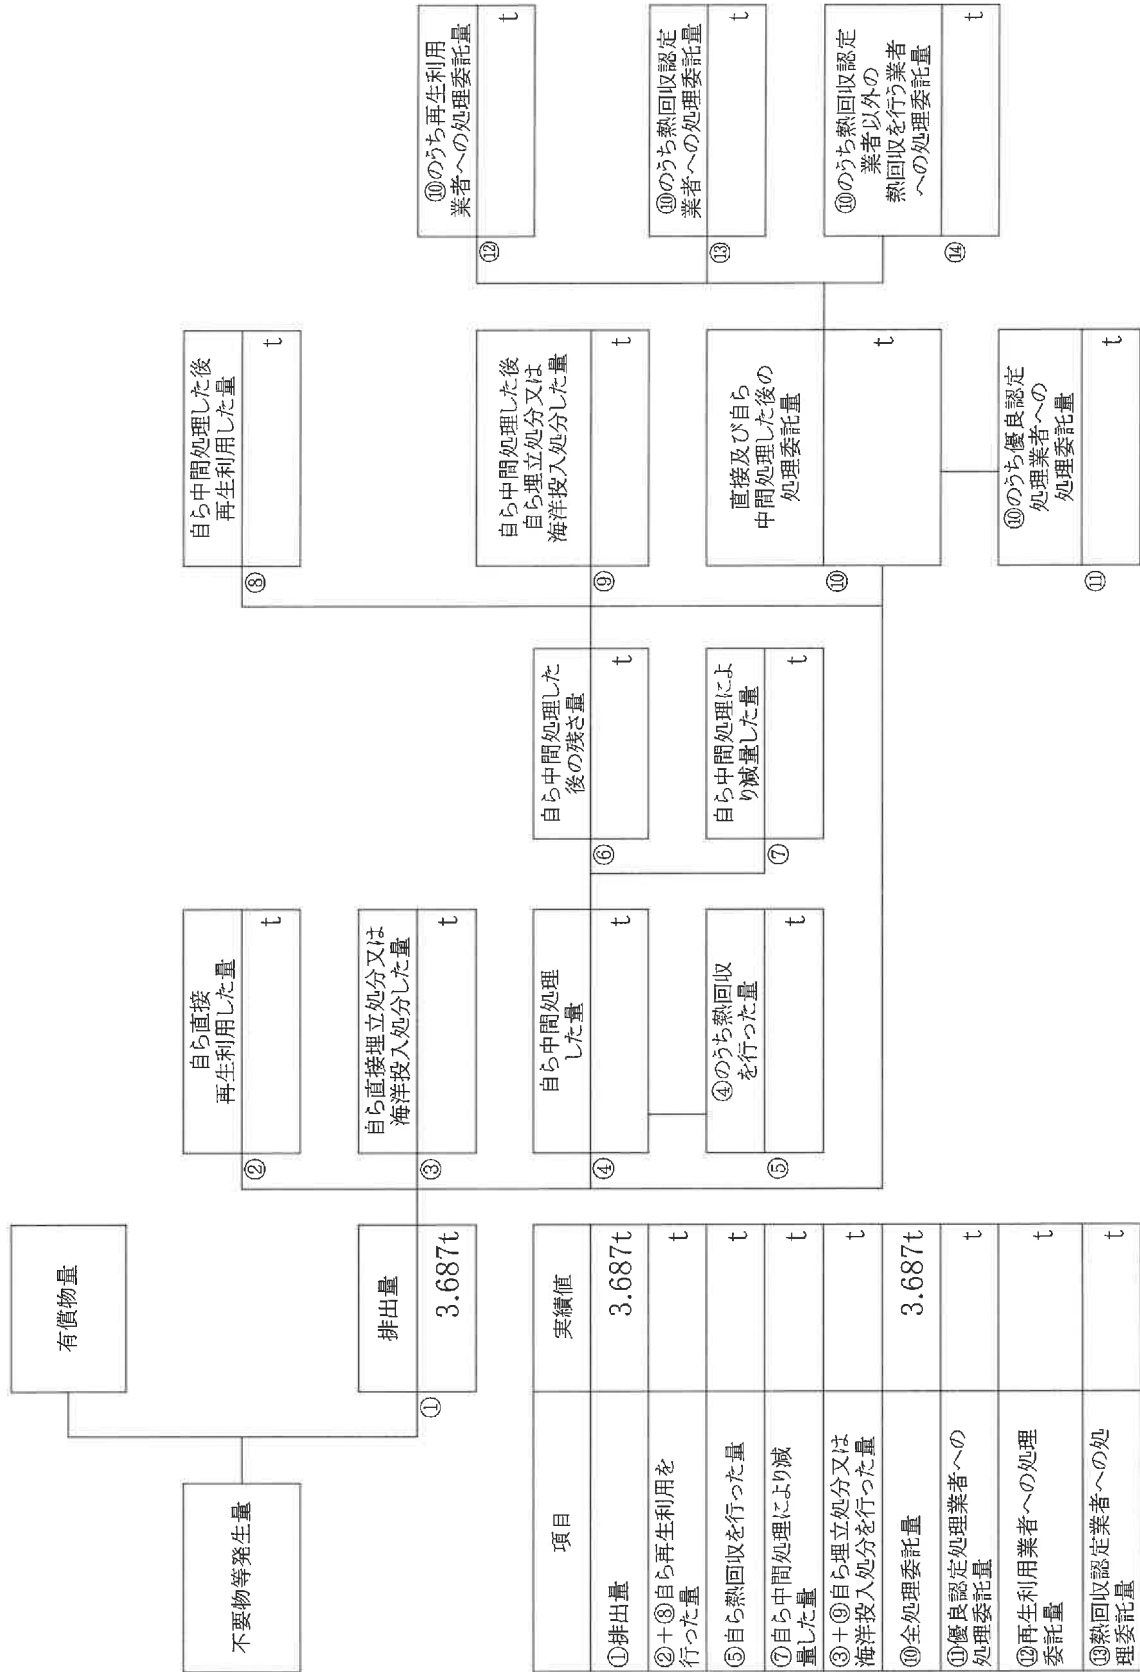 不要物等発生量
有償物量
排出量
①
3.687t
自ら直接
再生利用した量
②
t
自ら直接埋立処分又は
海洋投入処分した量
③
t
自ら中間処理
した量
④
t
④のうち熱回収
を行った量
⑤
t
自ら中間処理した
後の残さ量
⑥
t
自ら中間処理によ
り減量した量
⑦
t
自ら中間処理した後
再生利用した量
⑧
t
自ら中間処理した後
自ら埋立処分又は
海洋投入処分した量
⑨
t
直接及び自ら
中間処理した後の
処理委託量
⑩
t
⑩のうち優良認定
処理業者への
処理委託量
⑪
t
⑩のうち再生利用
業者への処理委託量
⑫
t
⑩のうち熱回収認定
業者への処理委託量
⑬
t
⑩のうち熱回収認定
業者以外の
熱回収を行う業者
への処理委託量
⑭
t
項目 実績値
①排出量 3.687t
②+⑧自ら再生利用を
行った量 t
⑤自ら熱回収を行った量 t
⑦自ら中間処理により減
量した量 t
③+⑨自ら埋立処分又は
海洋投入処分を行った量 t
⑩全処理委託量 3.687t
⑪優良認定処理業者への
処理委託量 t
⑫再生利用業者への処理
委託量 t
⑬熱回収認定業者への処
理委託量 t